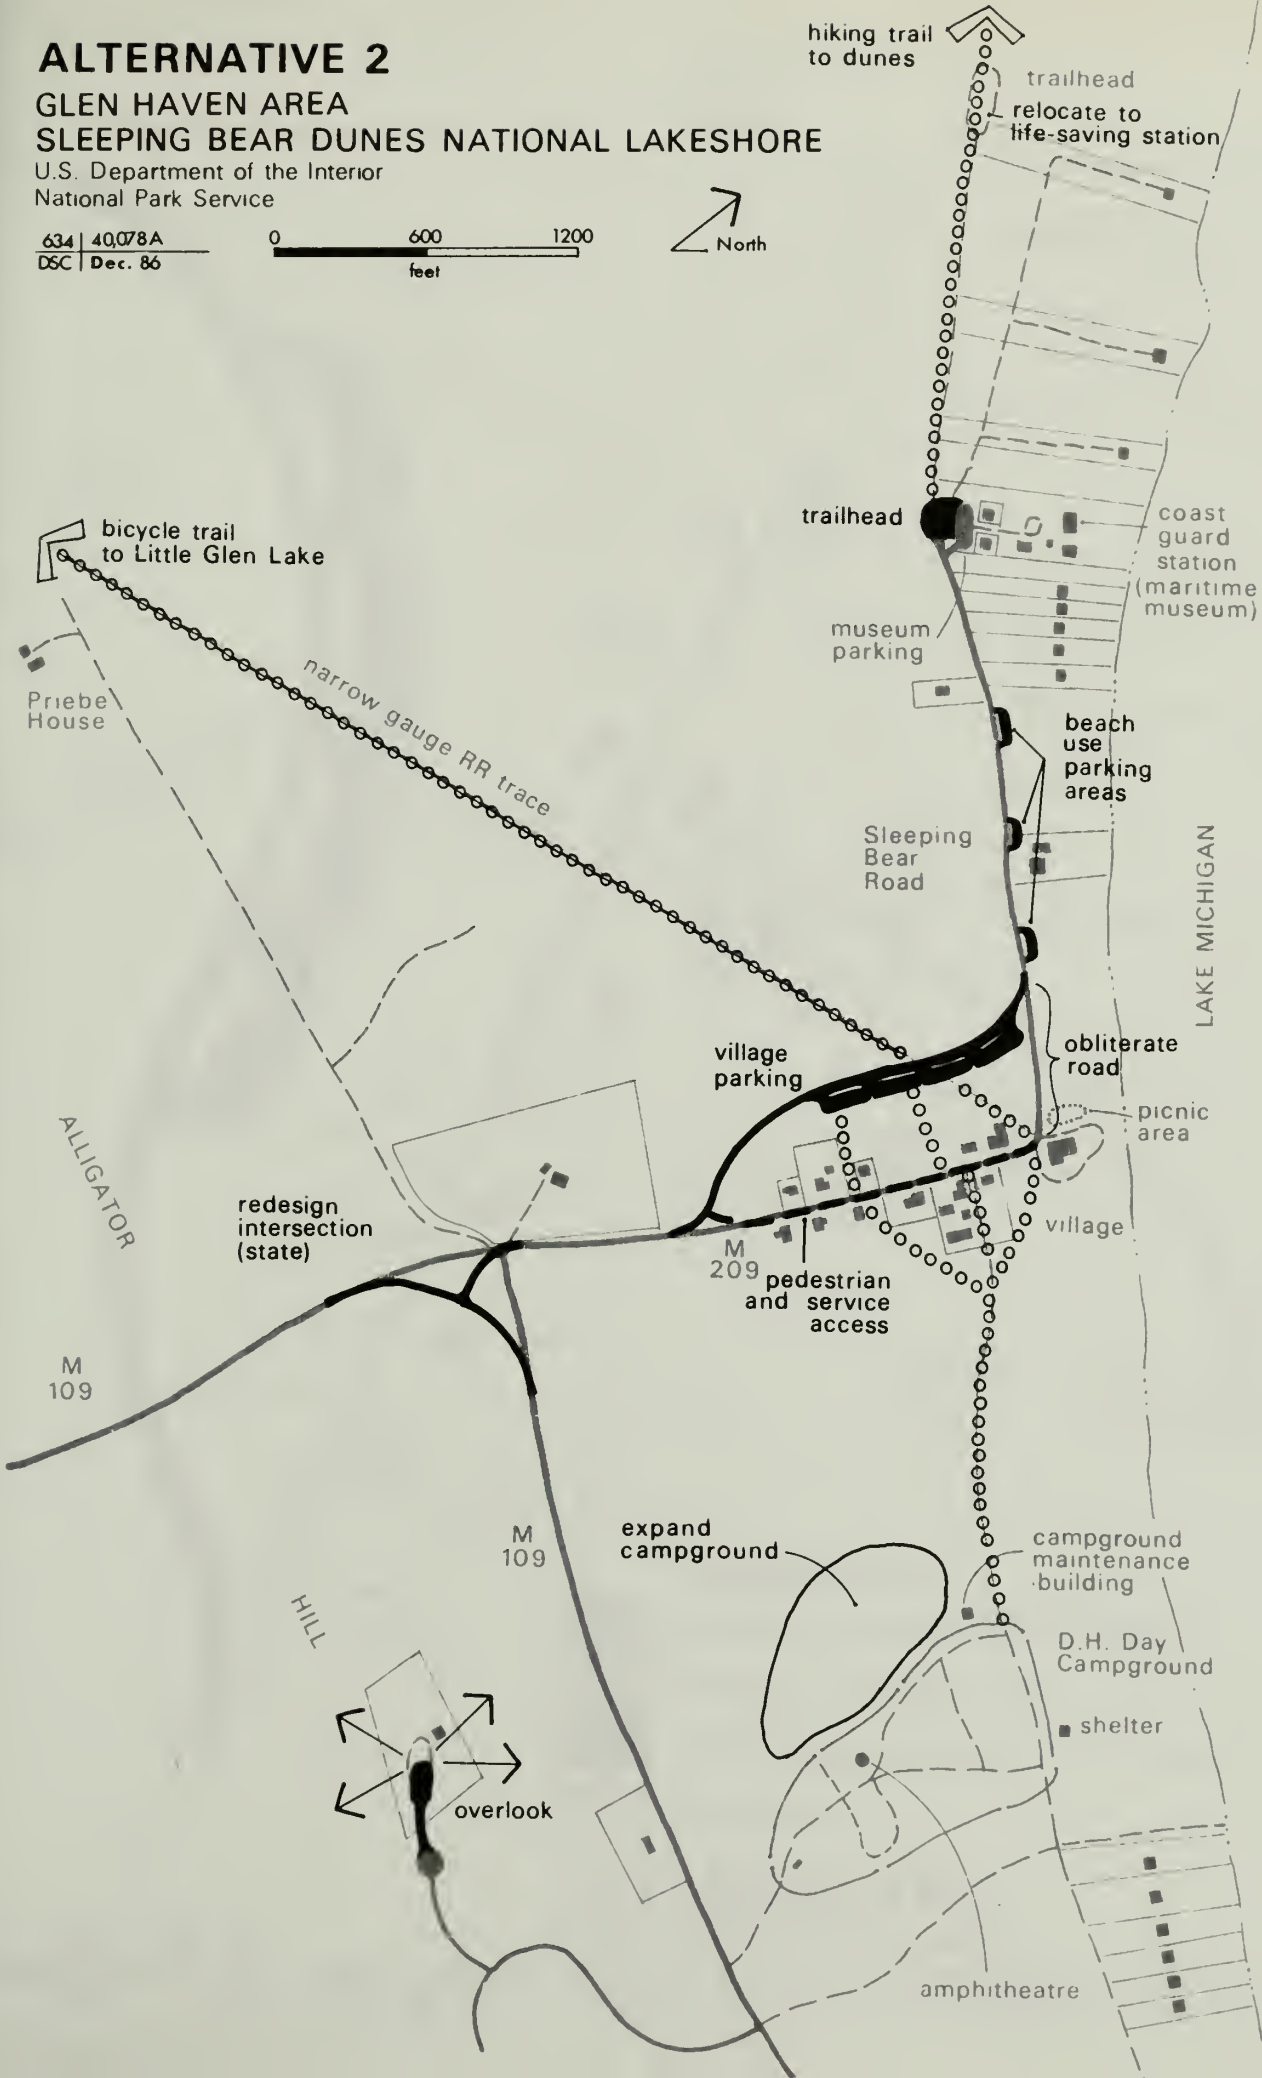 ALTERNATIVE 2
GLEN HAVEN AREA
SLEEPING BEAR DUNES NATIONAL LAKESHORE
U.S. Department of the Interior
National Park Service
634 | 40,078A
DSC | Dec. 86
0 600 1200
feet
North
hiking trail
to dunes
trailhead
relocate to
life-saving station
trailhead
coast
guard
station
(maritime
museum)
museum
parking
bicycle trail
to Little Glen Lake
narrow gauge RR trace
Priebe
House
beach
use
parking
areas
Sleeping
Bear
Road
LAKE MICHIGAN
village
parking
obliterate
road
picnic
area
ALLIGATOR
redesign
intersection
(state)
village
M
209
pedestrian
and service
access
M
109
M
109
expand
campground
campground
maintenance
building
HILL
D.H. Day
Campground
shelter
overlook
amphitheatre